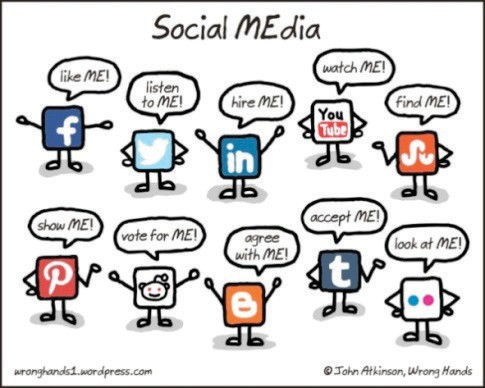 Social MEdia
like ME!
listen
to ME!
hire ME!
watch ME!
find ME!
f
in
You
Tube
show ME!
vote for ME!
agree
with ME!
accept ME!
look at ME!
P
B
t
wronghands1.wordpress.com
© John Atkinson, Wrong Hands